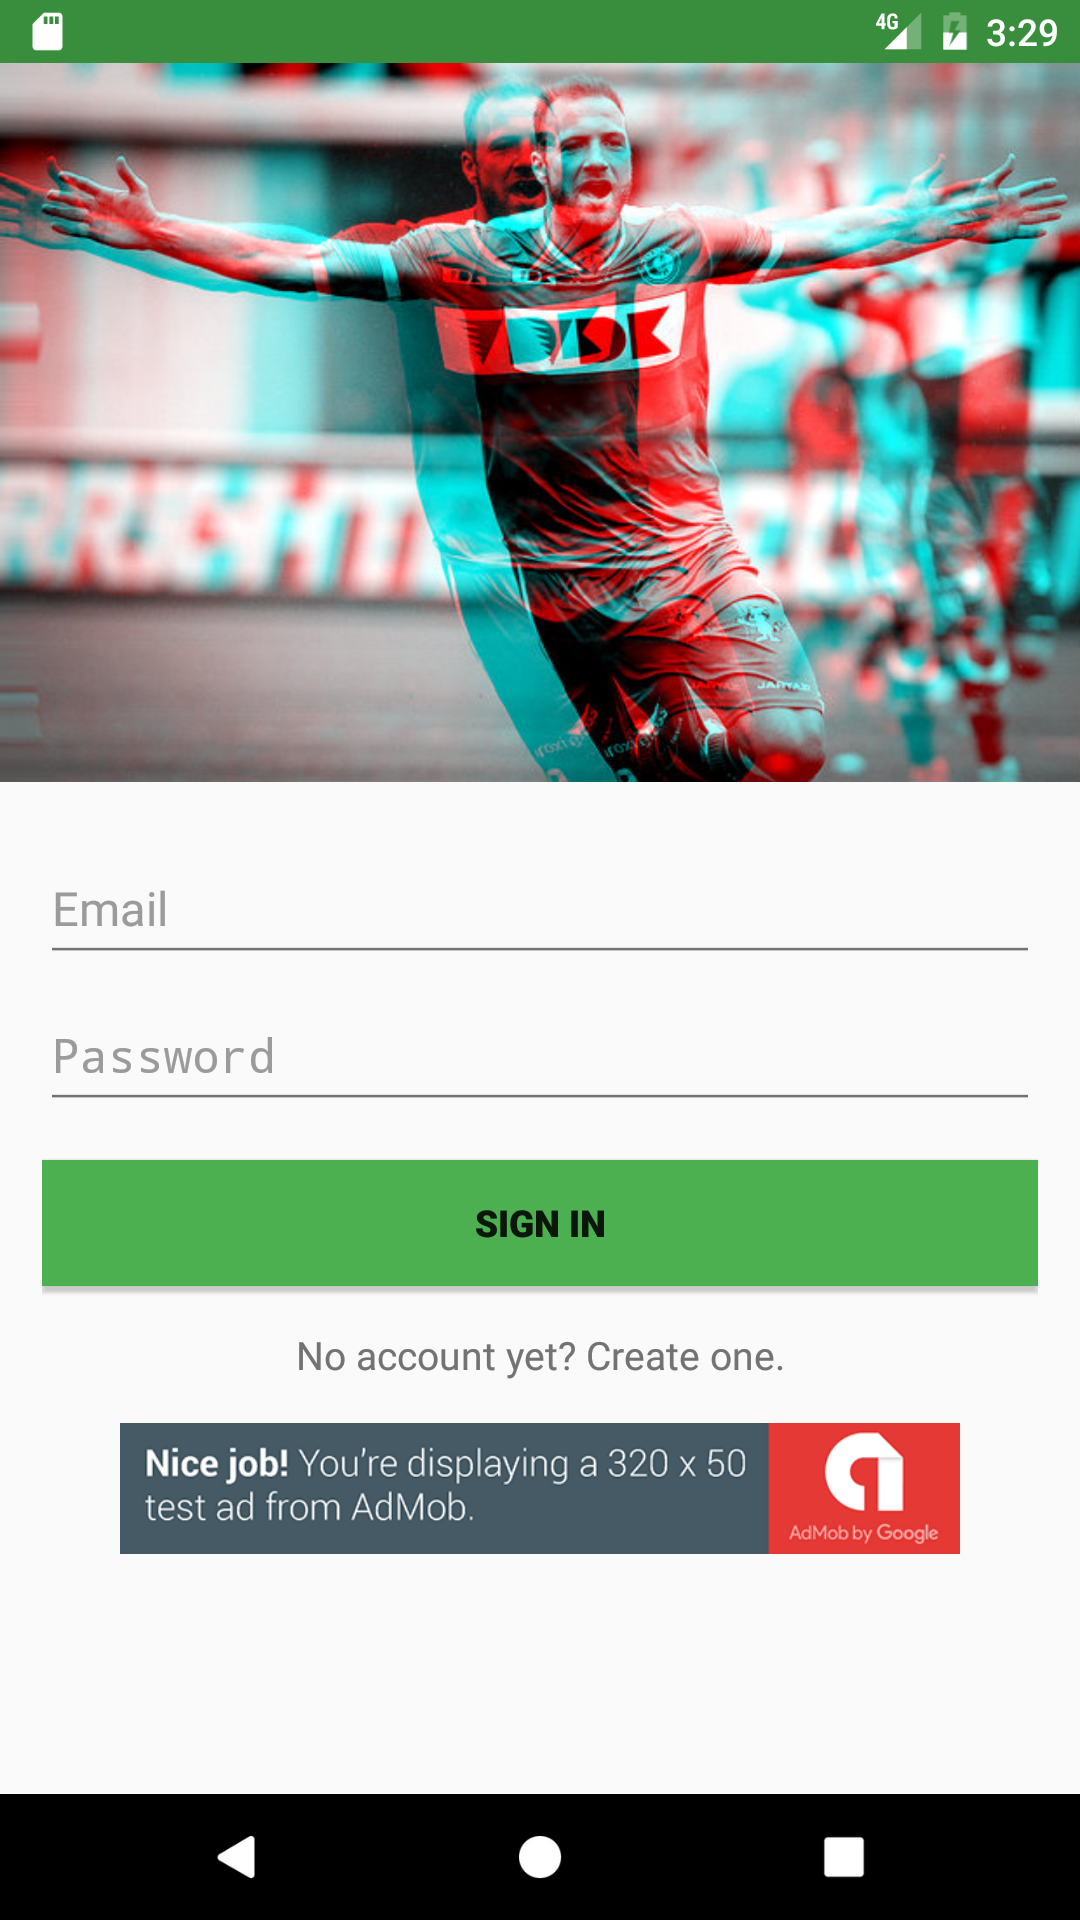 4G 3:29
VDK
Email
Password
SIGN IN
No account yet? Create one.
Nice job! You're displaying a 320 x 50
test ad from AdMob.
AdMob by Google